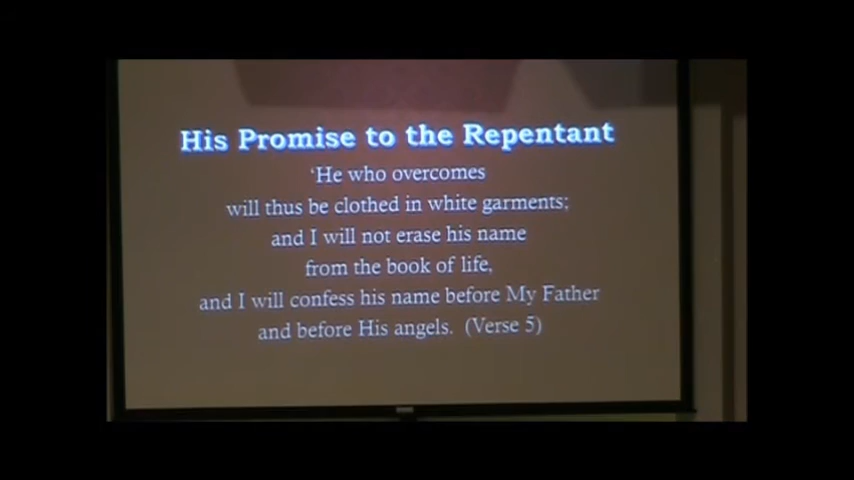 His Promise to the Repentant
‘He who overcomes
will thus be clothed in white garments;
and I will not erase his name
from the book of life,
and I will confess his name before My Father
and before His angels. (Verse 5)